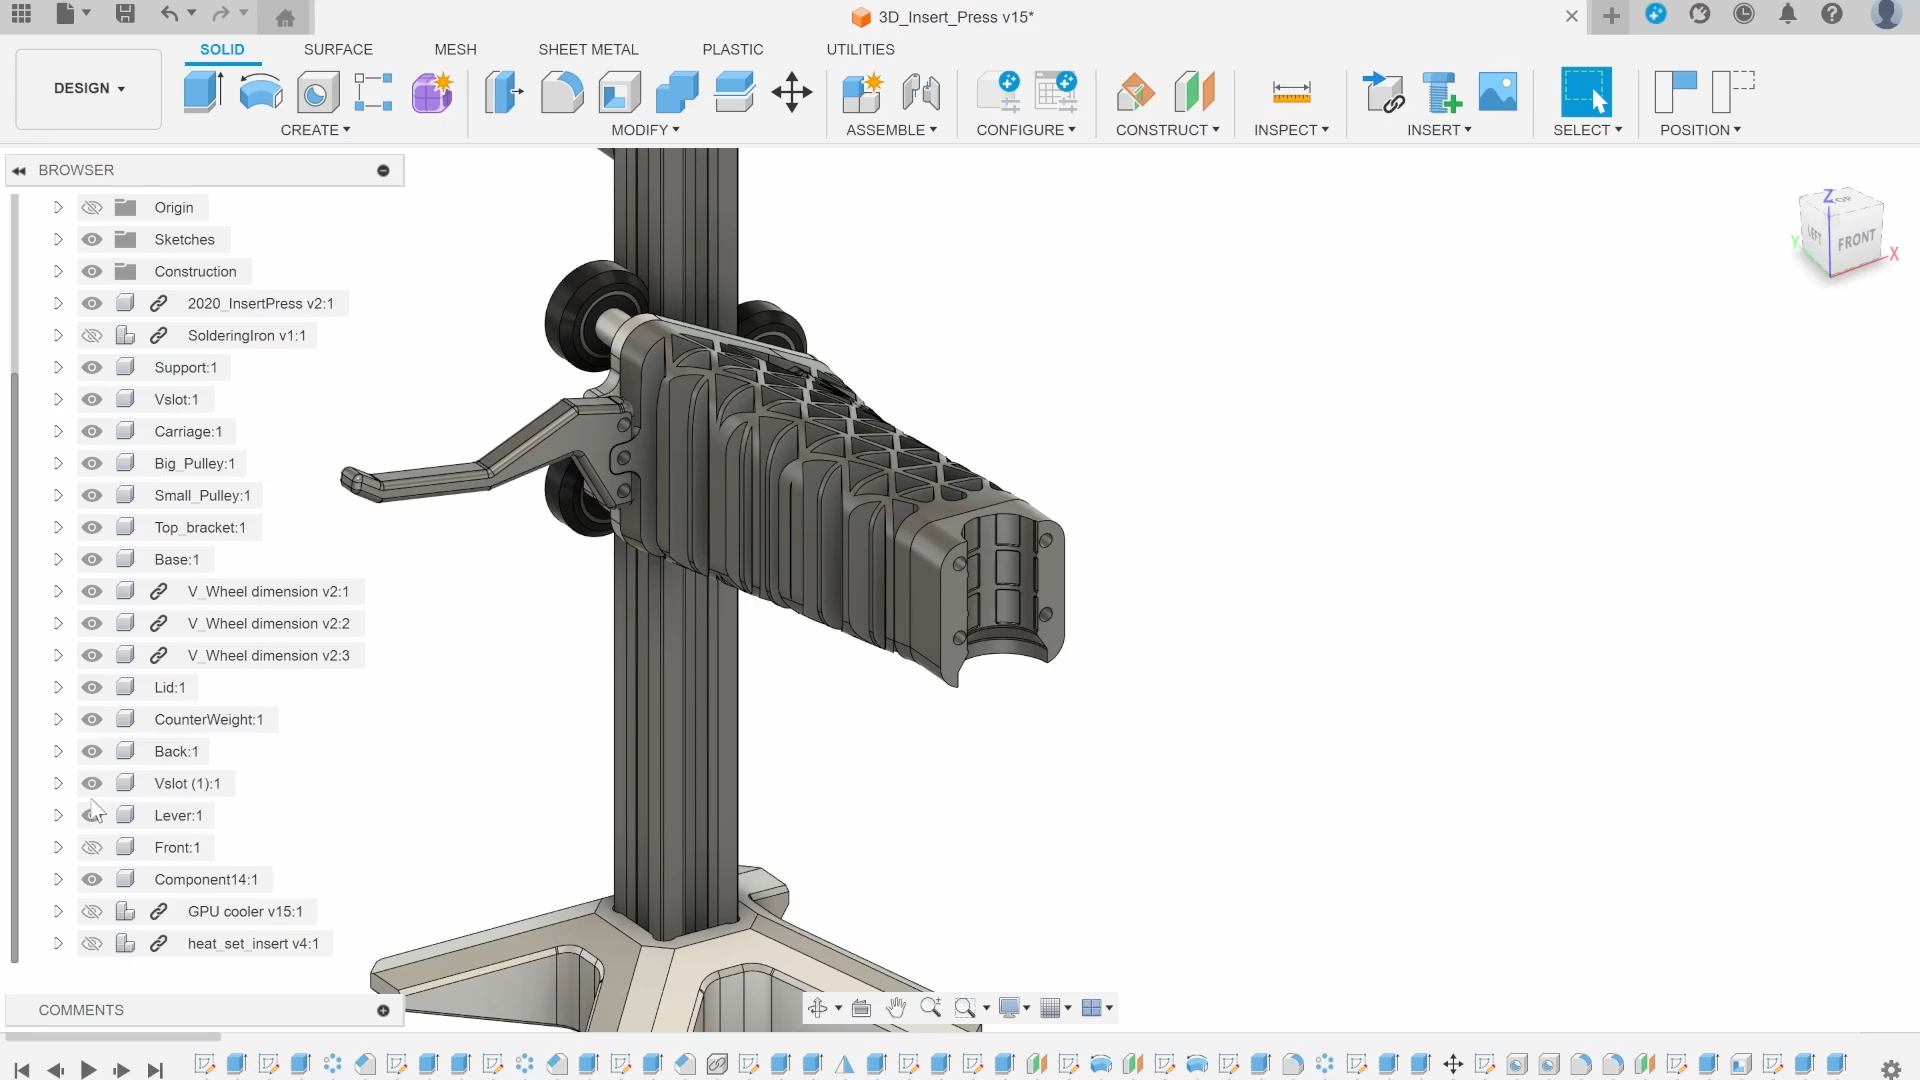 3D_Insert_Press v15*
SOLID
SURFACE
MESH
SHEET METAL
PLASTIC
UTILITIES
DESIGN
CREATE
MODIFY
ASSEMBLE
CONFIGURE
CONSTRUCT
INSPECT
INSERT
SELECT
POSITION
BROWSER
Origin
Sketches
Construction
2020_InsertPress v2:1
SolderingIron v1:1
Support:1
Vslot:1
Carriage:1
Big_Pulley:1
Small_Pulley:1
Top_bracket:1
Base:1
V_Wheel dimension v2:1
V_Wheel dimension v2:2
V_Wheel dimension v2:3
Lid:1
CounterWeight:1
Back:1
Vslot (1):1
Lever:1
Front:1
Component14:1
GPU cooler v15:1
heat_set_insert v4:1
COMMENTS
Z
TOP
LEFT
FRONT
Y
X